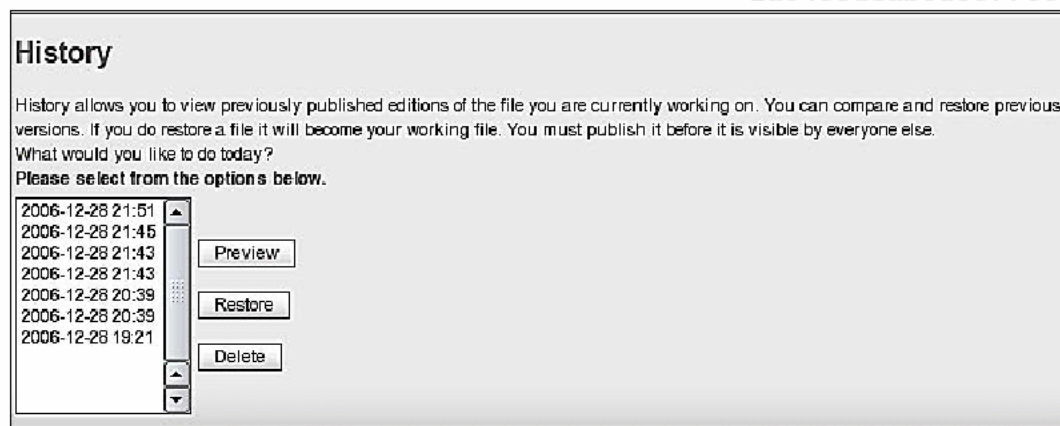 History
History allows you to view previously published editions of the file you are currently working on. You can compare and restore previous
versions. If you do restore a file it will become your working file. You must publish it before it is visible by everyone else.
What would you like to do today?
Please select from the options below.
2006-12-28 21:51
2006-12-28 21:45
2006-12-28 21:43
2006-12-28 21:43
2006-12-28 20:39
2006-12-28 20:39
2006-12-28 19:21
Preview
Restore
Delete